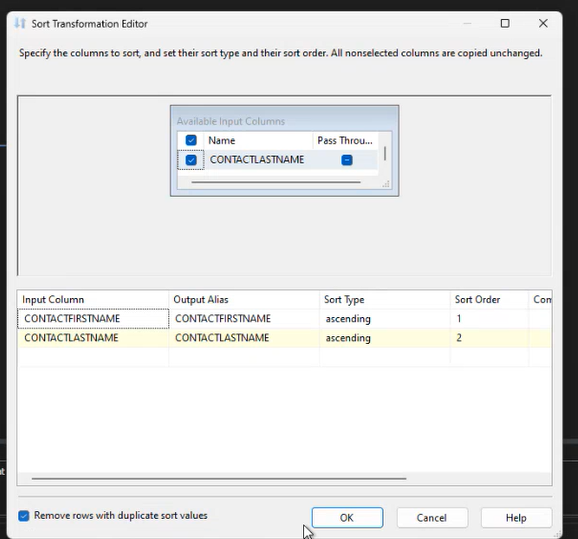 Sort Transformation Editor
Specify the columns to sort, and set their sort type and their sort order. All nonselected columns are copied unchanged.
Available Input Columns
Name Pass Throu...
CONTACTLASTNAME
Input Column Output Alias Sort Type Sort Order Con
CONTACTFIRSTNAME CONTACTFIRSTNAME ascending 1
CONTACTLASTNAME CONTACTLASTNAME ascending 2
Remove rows with duplicate sort values OK Cancel Help